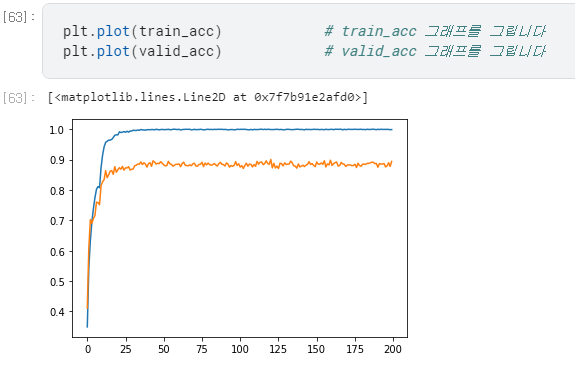 [63]: plt.plot(train_acc) # train_acc 그래프를 그립니다
plt.plot(valid_acc) # valid_acc 그래프를 그립니다
[63]: [<matplotlib.lines.Line2D at 0x7f7b91e2afd0>]
1.0
0.9
0.8
0.7
0.6
0.5
0.4
0 25 50 75 100 125 150 175 200